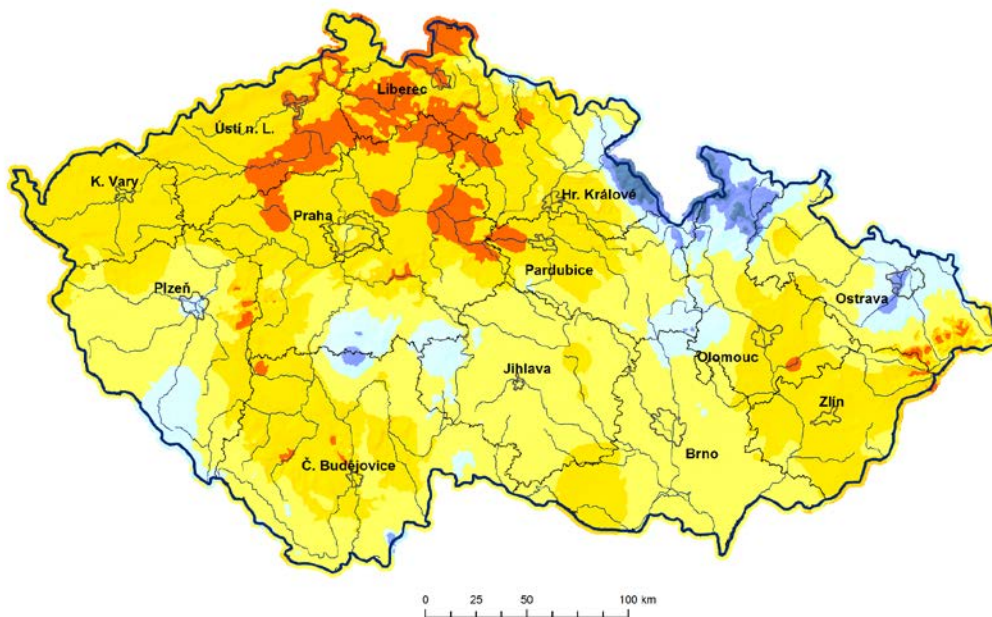 Liberec
Ústí n. L.
K. Vary
Hr. Králové
Praha
Pardubice
Plzeň
Ostrava
Olomouc
Jihlava
Zlín
Brno
Č. Budějovice
0 25 50 100 km